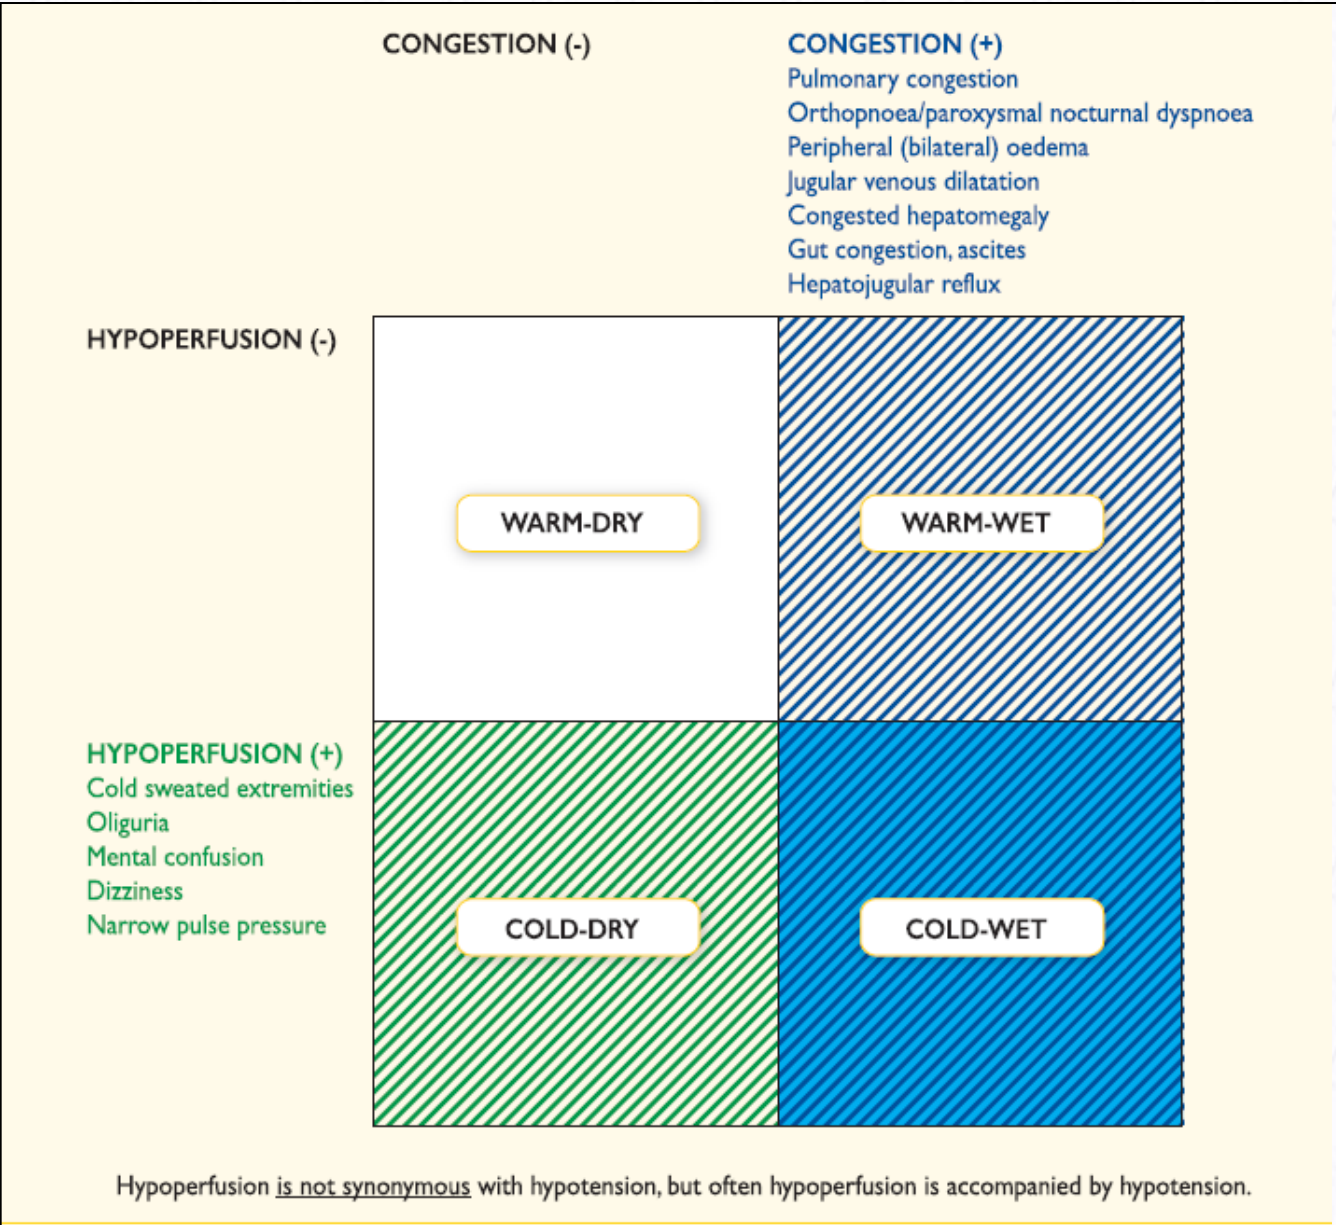 CONGESTION (-)
CONGESTION (+)
Pulmonary congestion
Orthopnoea/paroxysmal nocturnal dyspnoea
Peripheral (bilateral) oedema
Jugular venous dilatation
Congested hepatomegaly
Gut congestion, ascites
Hepatojugular reflux
HYPOPERFUSION (-)
WARM-DRY
WARM-WET
HYPOPERFUSION (+)
Cold sweated extremities
Oliguria
Mental confusion
Dizziness
Narrow pulse pressure
COLD-DRY
COLD-WET
Hypoperfusion is not synonymous with hypotension, but often hypoperfusion is accompanied by hypotension.